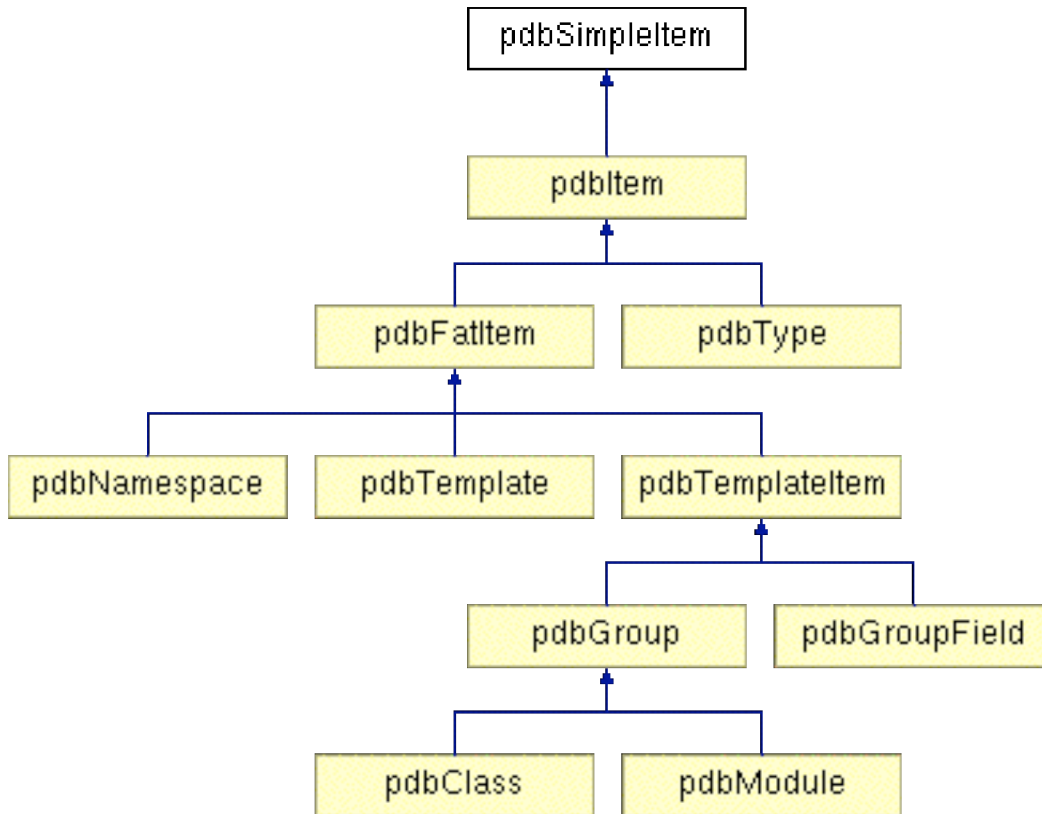 pdbSimpleItem
pdbItem
pdbFatItem
pdbType
pdbNamespace
pdbTemplate
pdbTemplateItem
pdbGroup
pdbGroupField
pdbClass
pdbModule